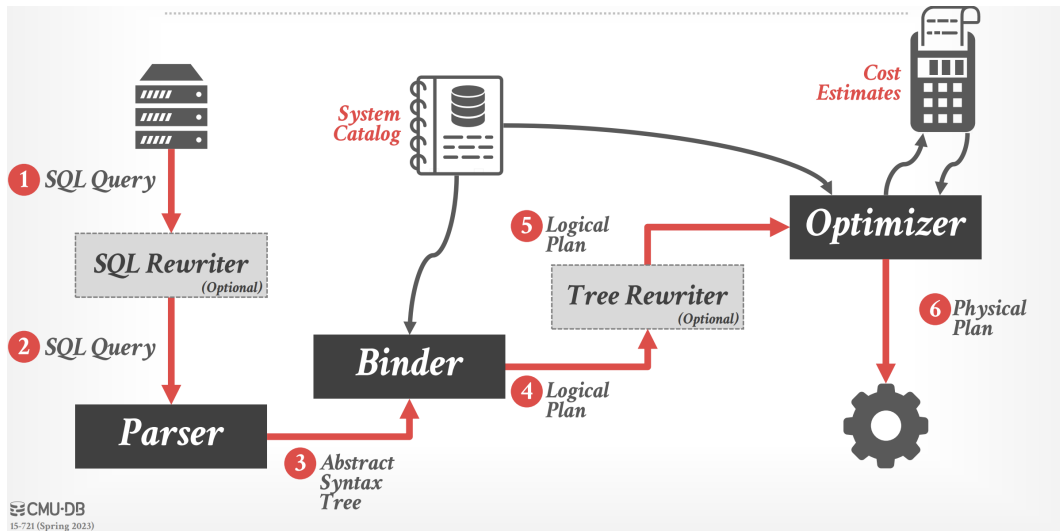 Cost
Estimates
System
Catalog
1 SQL Query
SQL Rewriter
(Optional)
2 SQL Query
Parser
3 Abstract
Syntax
Tree
Binder
4 Logical
Plan
5 Logical
Plan
Tree Rewriter
(Optional)
Optimizer
6 Physical
Plan
CMU·DB
15-721 (Spring 2023)